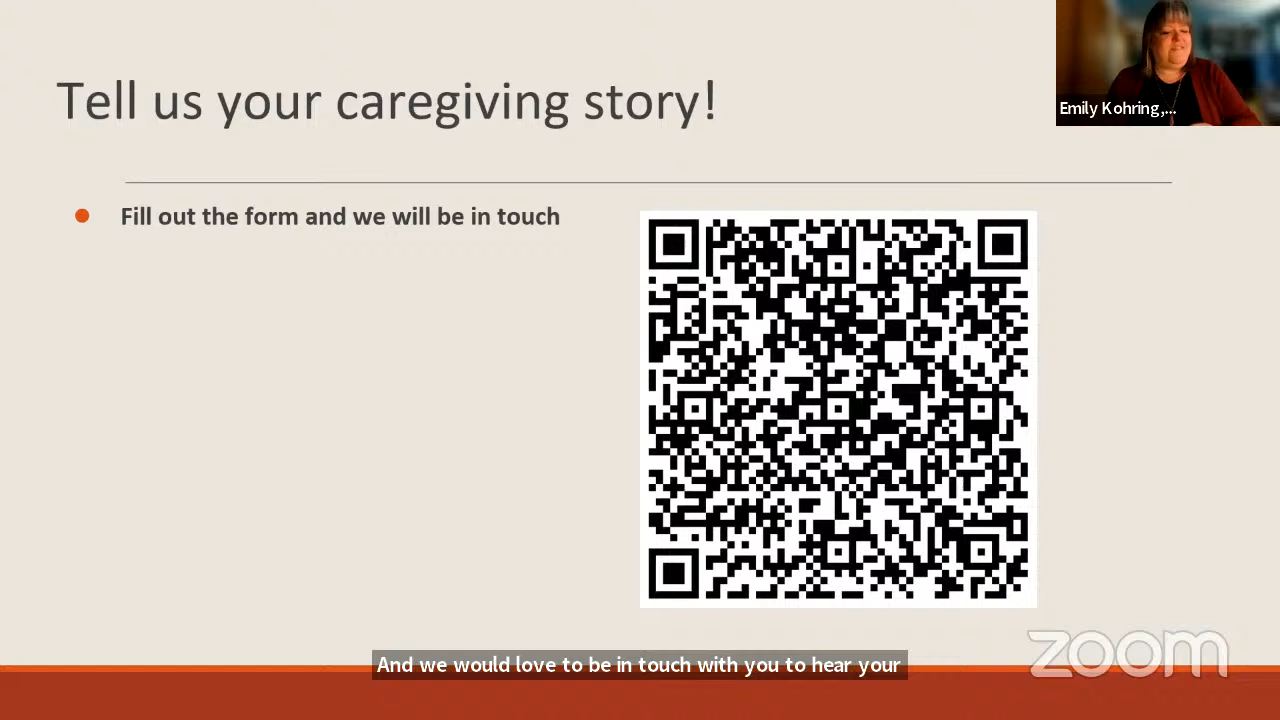 Tell us your caregiving story!
Emily Kohring,...
Fill out the form and we will be in touch
And we would love to be in touch with you to hear your
zoom